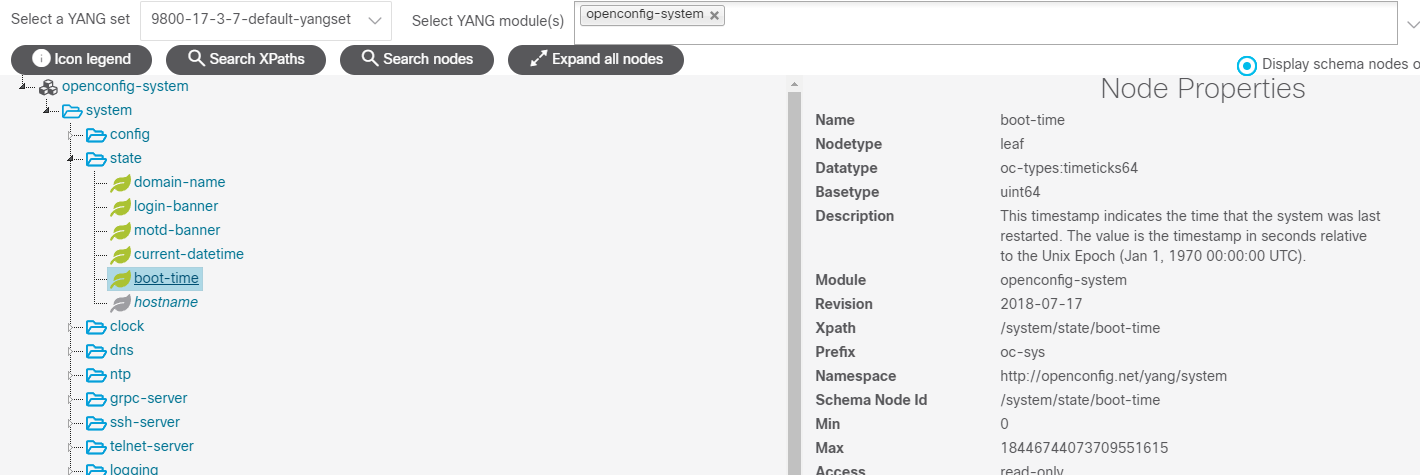 Select a YANG set 9800-17-3-7-default-yangset Select YANG module(s) openconfig-system ×
Icon legend Search XPaths Search nodes Expand all nodes Display schema nodes o
openconfig-system
system
config
state
domain-name
login-banner
motd-banner
current-datetime
boot-time
hostname
clock
dns
ntp
grpc-server
ssh-server
telnet-server
logging
Node Properties
Name boot-time
Nodetype leaf
Datatype oc-types:timeticks64
Basetype uint64
Description This timestamp indicates the time that the system was last
restarted. The value is the timestamp in seconds relative
to the Unix Epoch (Jan 1, 1970 00:00:00 UTC).
Module openconfig-system
Revision 2018-07-17
Xpath /system/state/boot-time
Prefix oc-sys
Namespace http://openconfig.net/yang/system
Schema Node Id /system/state/boot-time
Min 0
Max 18446744073709551615
Access read-only